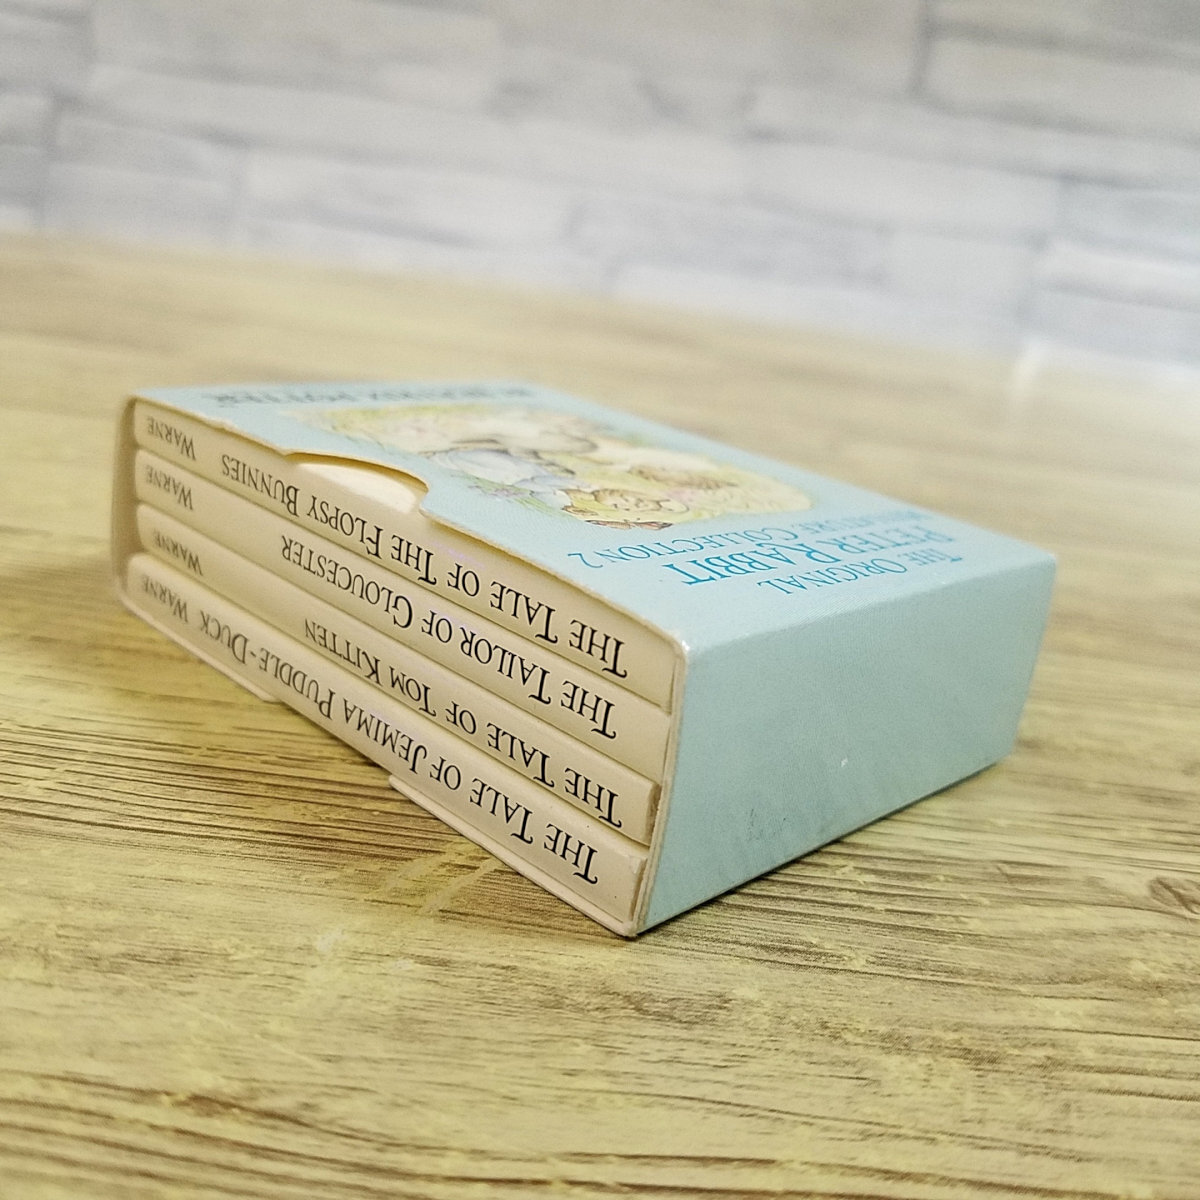 THE ORIGINAL
PETER RABBIT
MINIATURE COLLECTION 2
BEATRIX POTTER
THE TALE OF THE FLOPSY BUNNIES WARNE
THE TAILOR OF GLOUCESTER WARNE
THE TALE OF TOM KITTEN WARNE
THE TALE OF JEMIMA PUDDLE-DUCK WARNE